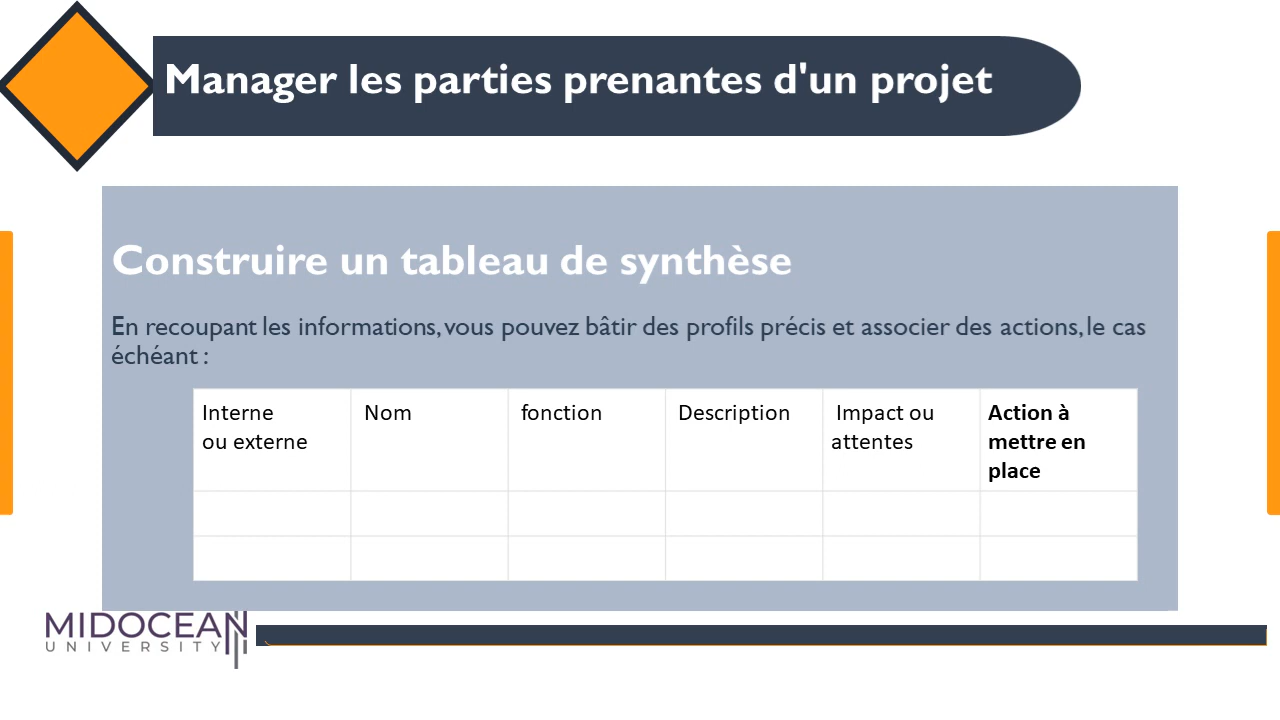 Manager les parties prenantes d'un projet
Construire un tableau de synthèse
En recoupant les informations, vous pouvez bâtir des profils précis et associer des actions, le cas
échéant :
Interne
ou externe
Nom
fonction
Description
Impact ou
attentes
Action à
mettre en
place
MIDOCEAN
UNIVERSITY